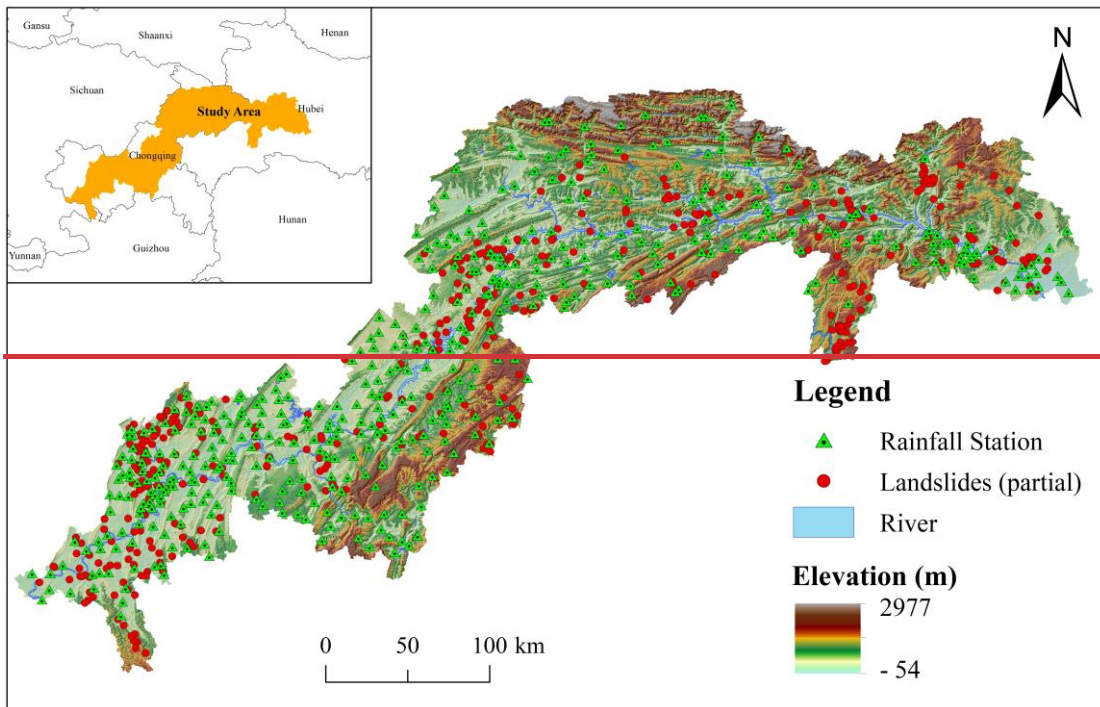 Gansu
Shaanxi
Henan
Sichuan
Study Area
Hubei
Chongqing
Hunan
Guizhou
Yunnan
N
Legend
Rainfall Station
Landslides (partial)
River
Elevation (m)
2977
- 54
0 50 100 km